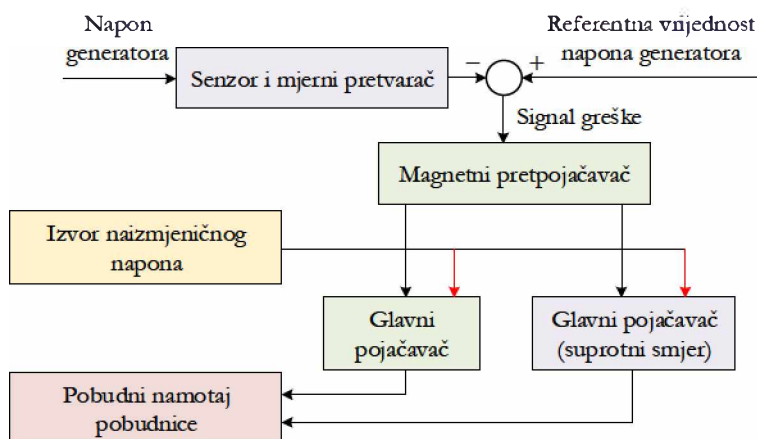 Napon
generatora
Referentna vrijednost
napona generatora
Senzor i mjerni pretvarač
−
+
Signal greške
Magnetni pretpojačavač
Izvor naizmjeničnog
napona
Glavni
pojačavač
Glavni pojačavač
(suprotni smjer)
Pobudni namotaj
pobudnice